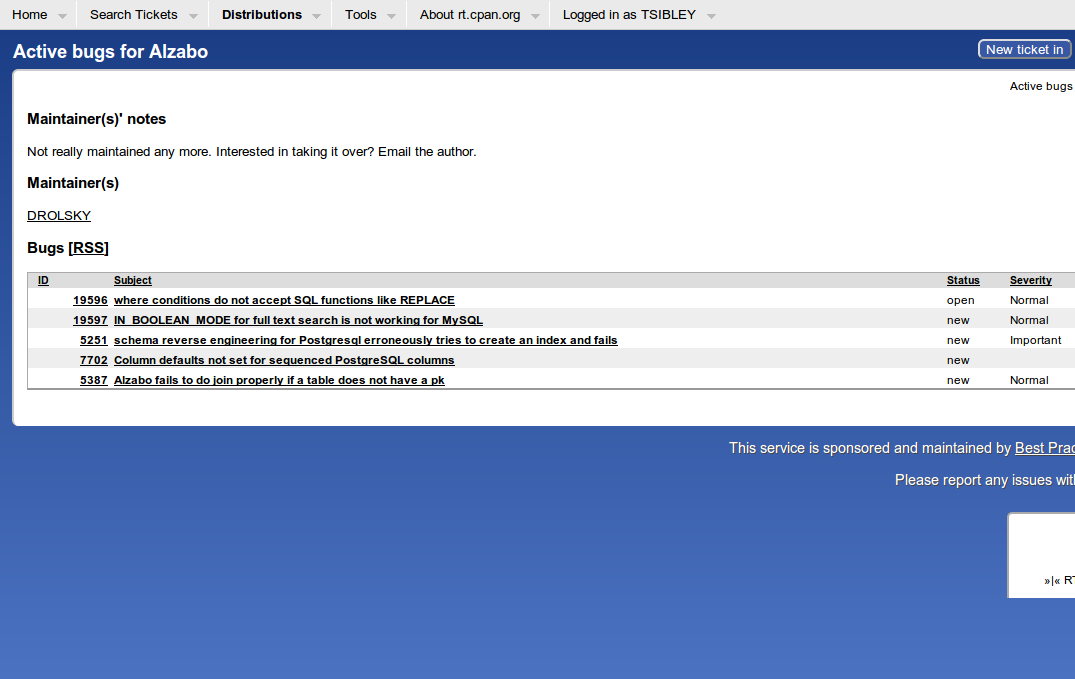 Home Search Tickets Distributions Tools About rt.cpan.org Logged in as TSIBLEY
Active bugs for Alzabo New ticket in
Active bugs
Maintainer(s)' notes
Not really maintained any more. Interested in taking it over? Email the author.
Maintainer(s)
DROLSKY
Bugs [RSS]
ID Subject Status Severity
19596 where conditions do not accept SQL functions like REPLACE open Normal
19597 IN_BOOLEAN_MODE for full text search is not working for MySQL new Normal
5251 schema reverse engineering for Postgresql erroneously tries to create an index and fails new Important
7702 Column defaults not set for sequenced PostgreSQL columns new
5387 Alzabo fails to do join properly if a table does not have a pk new Normal
This service is sponsored and maintained by Best Prac
Please report any issues wit
»|« RT